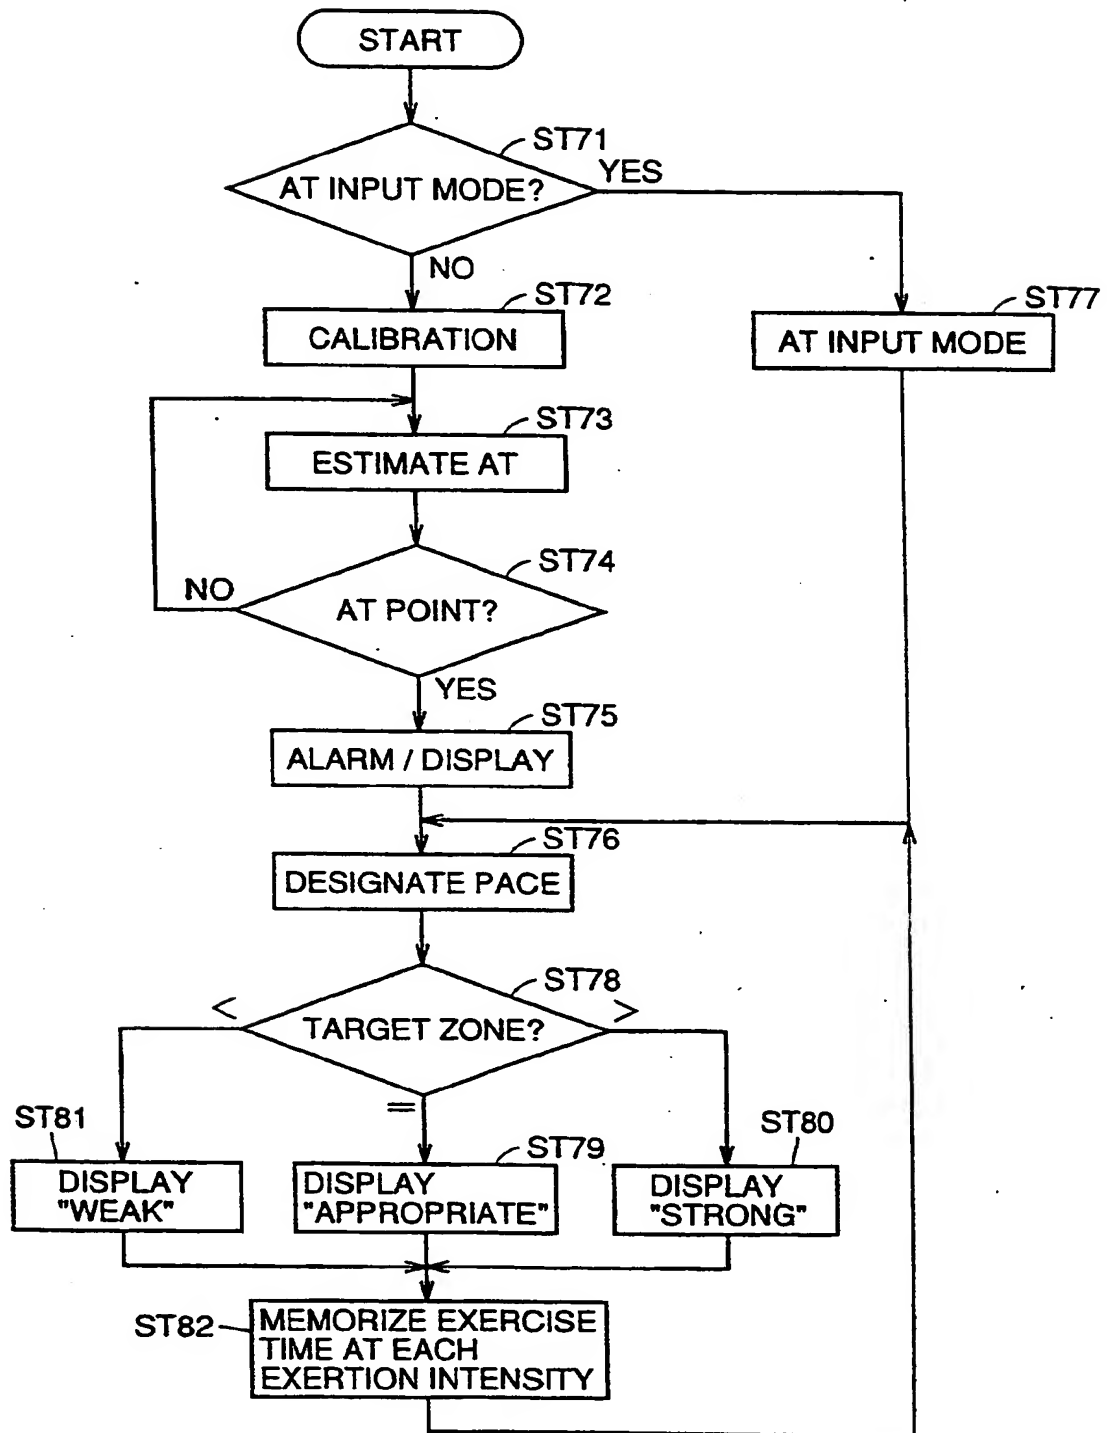 START
ST71
AT INPUT MODE?
YES
NO
ST72
CALIBRATION
ST77
AT INPUT MODE
ST73
ESTIMATE AT
ST74
AT POINT?
NO
YES
ST75
ALARM / DISPLAY
ST76
DESIGNATE PACE
ST78
<
TARGET ZONE?
>
=
ST81
DISPLAY
"WEAK"
ST79
DISPLAY
"APPROPRIATE"
ST80
DISPLAY
"STRONG"
ST82
MEMORIZE EXERCISE
TIME AT EACH
EXERTION INTENSITY